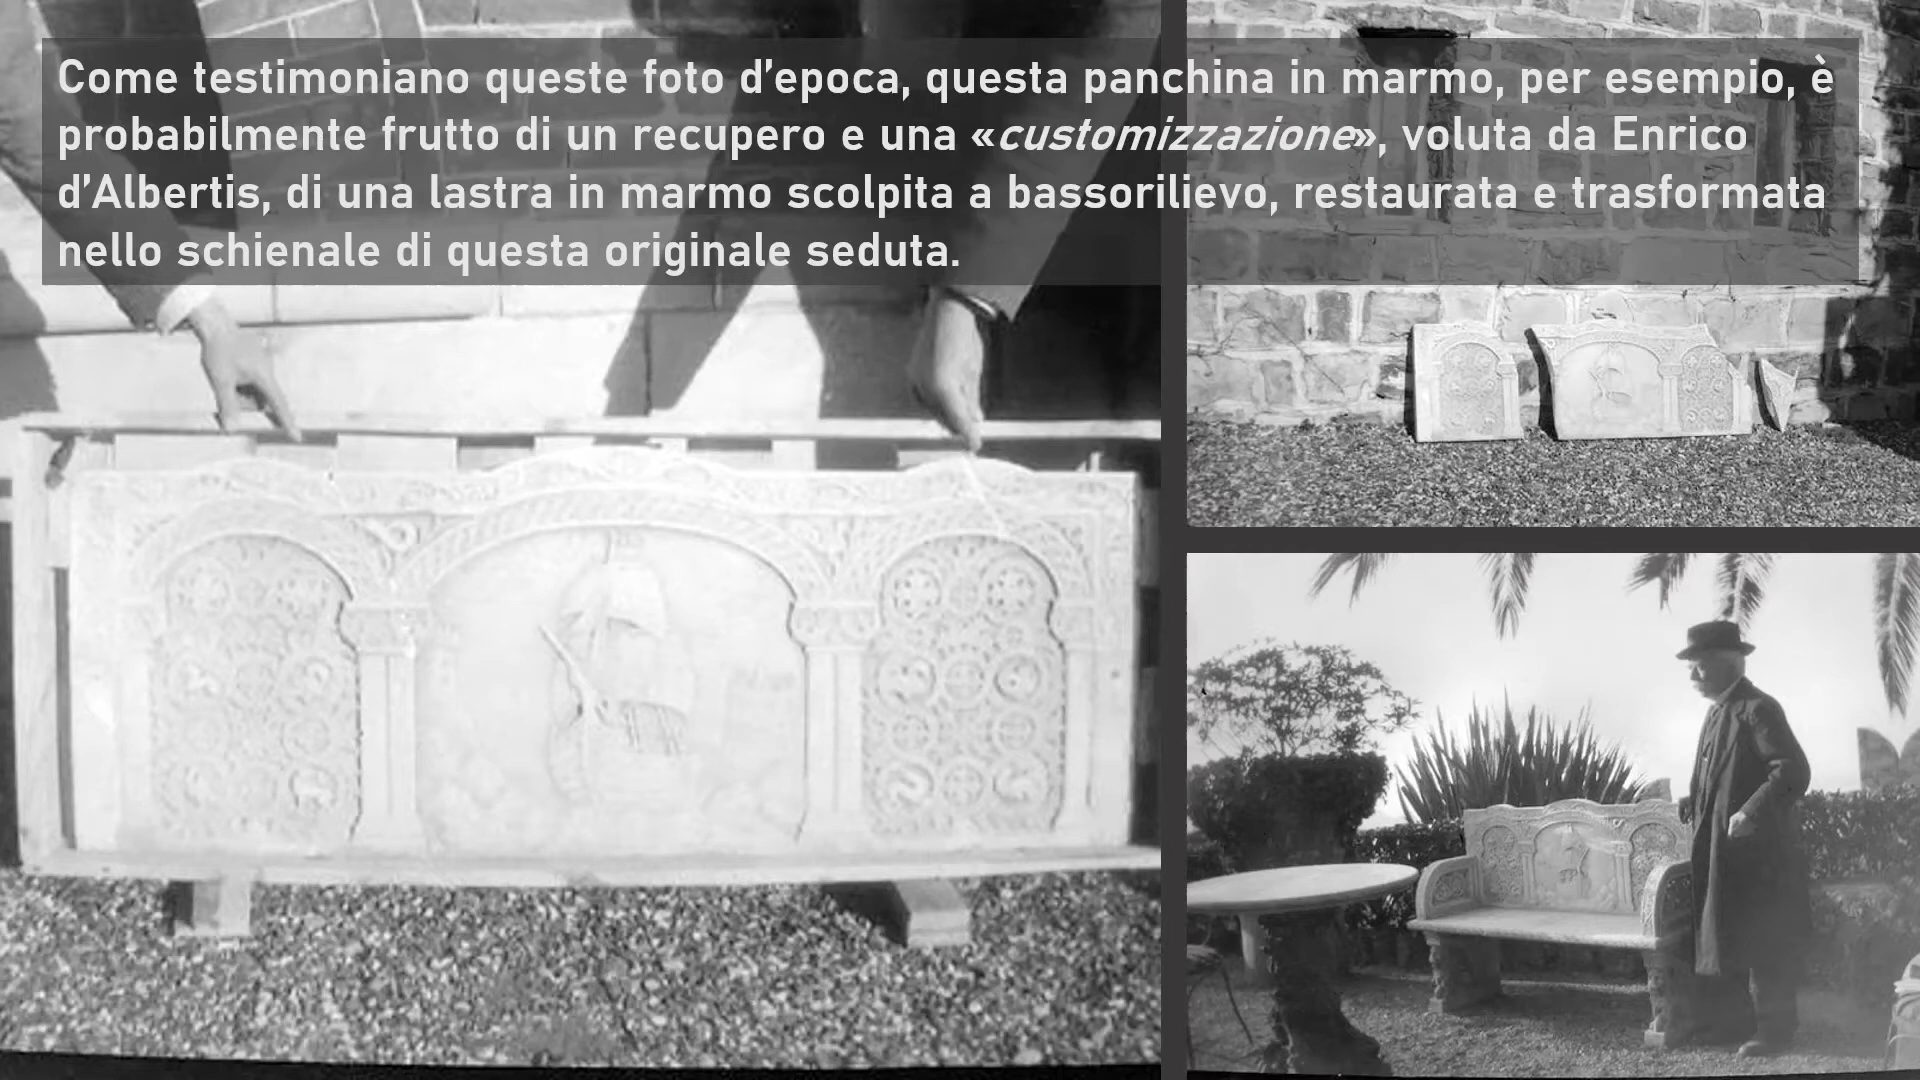 Come testimoniano queste foto d’epoca, questa panchina in marmo, per esempio, è
probabilmente frutto di un recupero e una «customizzazione», voluta da Enrico
d’Albertis, di una lastra in marmo scolpita a bassorilievo, restaurata e trasformata
nello schienale di questa originale seduta.